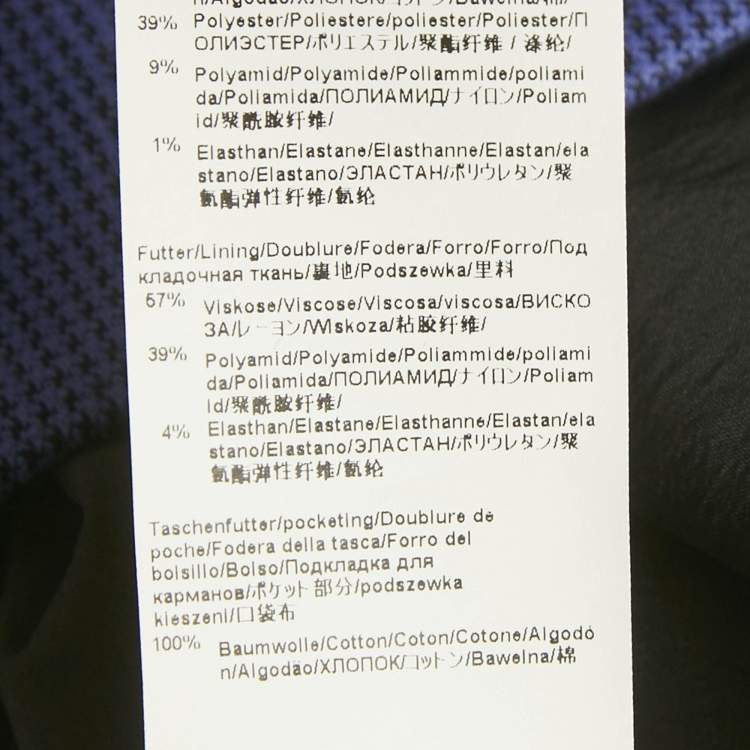 n/Algodão/ХЛОПОК/コットン/Bawełna/棉/
39% Polyester/Poliestere/poliester/Poliester/П
ОЛИЭСТЕР/ポリエステル/聚酯纤维 / 涤纶/
9% Polyamid/Polyamide/Poliammide/poliami
da/Poliamida/ПОЛИАМИД/ナイロン/Poliam
id/聚酰胺纤维/
1% Elasthan/Elastane/Elasthanne/Elastan/ela
stano/Elastano/ЭЛАСТАН/ポリウレタン/聚
氨酯弹性纤维/氨纶
Futter/Lining/Doublure/Fodera/Forro/Forro/Под
кладочная ткань/裏地/Podszewka/里料
57% Viskose/Viscose/Viscosa/viscosa/ВИСКО
ЗА/レーヨン/Wiskoza/粘胶纤维/
39% Polyamid/Polyamide/Poliammide/poliami
da/Poliamida/ПОЛИАМИД/ナイロン/Poliam
id/聚酰胺纤维/
4% Elasthan/Elastane/Elasthanne/Elastan/ela
stano/Elastano/ЭЛАСТАН/ポリウレタン/聚
氨酯弹性纤维/氨纶
Taschenfutter/pocketing/Doublure de
poche/Fodera della tasca/Forro del
bolsillo/Bolso/Подкладка для
карманов/ポケット部分/podszewka
kieszeni/口袋布
100% Baumwolle/Cotton/Coton/Cotone/Algodó
n/Algodão/ХЛОПОК/コットン/Bawełna/棉